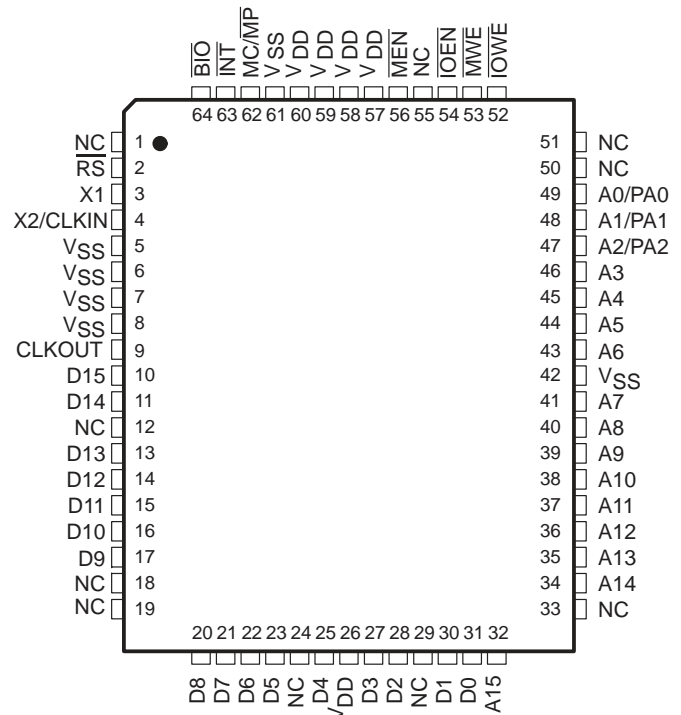 BIO INT MC/MP VSS VDD VDD VDD VDD MEN NC IOEN MWE IOWE
64 63 62 61 60 59 58 57 56 55 54 53 52
NC 1 51 NC
RS 2 50 NC
X1 3 49 A0/PA0
X2/CLKIN 4 48 A1/PA1
VSS 5 47 A2/PA2
VSS 6 46 A3
VSS 7 45 A4
VSS 8 44 A5
CLKOUT 9 43 A6
D15 10 42 VSS
D14 11 41 A7
NC 12 40 A8
D13 13 39 A9
D12 14 38 A10
D11 15 37 A11
D10 16 36 A12
D9 17 35 A13
NC 18 34 A14
NC 19 33 NC
20 21 22 23 24 25 26 27 28 29 30 31 32
D8 D7 D6 D5 NC D4 VDD D3 D2 NC D1 D0 A15